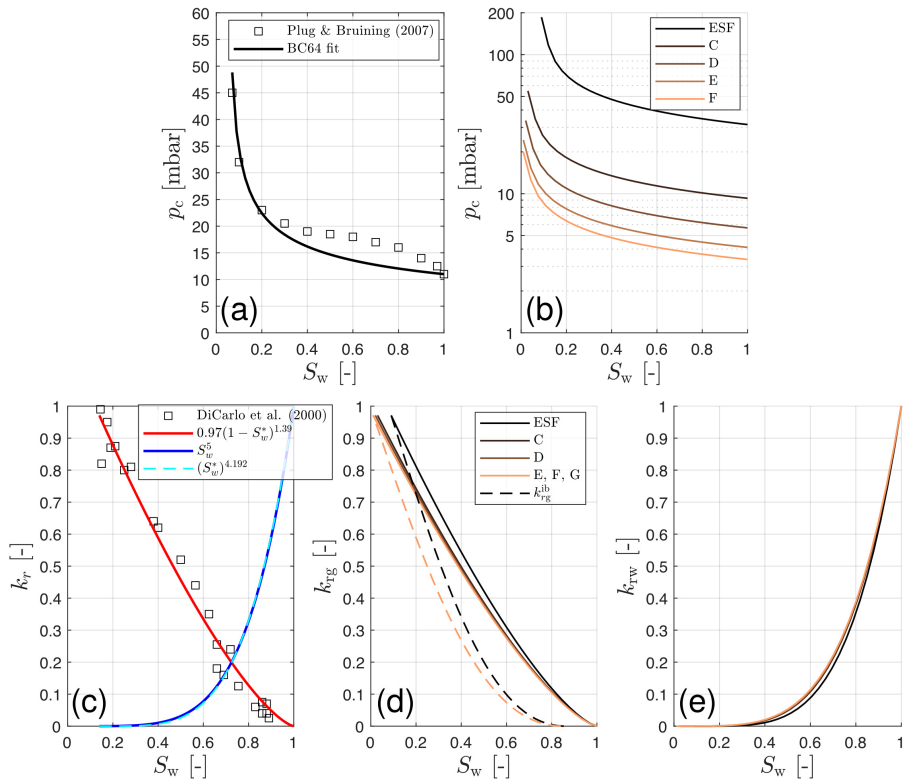 60
55
50
45
40
35
30
25
20
15
10
5
0
p_c [mbar]
Plug & Bruining (2007)
BC64 fit
(a)
0 0.2 0.4 0.6 0.8 1
S_w [-]
200
100
50
10
5
1
p_c [mbar]
ESF
C
D
E
F
(b)
0 0.2 0.4 0.6 0.8 1
S_w [-]
1
0.9
0.8
0.7
0.6
0.5
0.4
0.3
0.2
0.1
0
k_r [-]
DiCarlo et al. (2000)
0.97(1 − S_w^*)^1.39
S_w^5
(S_w^*)^4.192
(c)
0 0.2 0.4 0.6 0.8 1
S_w [-]
1
0.9
0.8
0.7
0.6
0.5
0.4
0.3
0.2
0.1
0
k_rg [-]
ESF
C
D
E, F, G
k_rg^ib
(d)
0 0.2 0.4 0.6 0.8 1
S_w [-]
1
0.9
0.8
0.7
0.6
0.5
0.4
0.3
0.2
0.1
0
k_rw [-]
(e)
0 0.2 0.4 0.6 0.8 1
S_w [-]